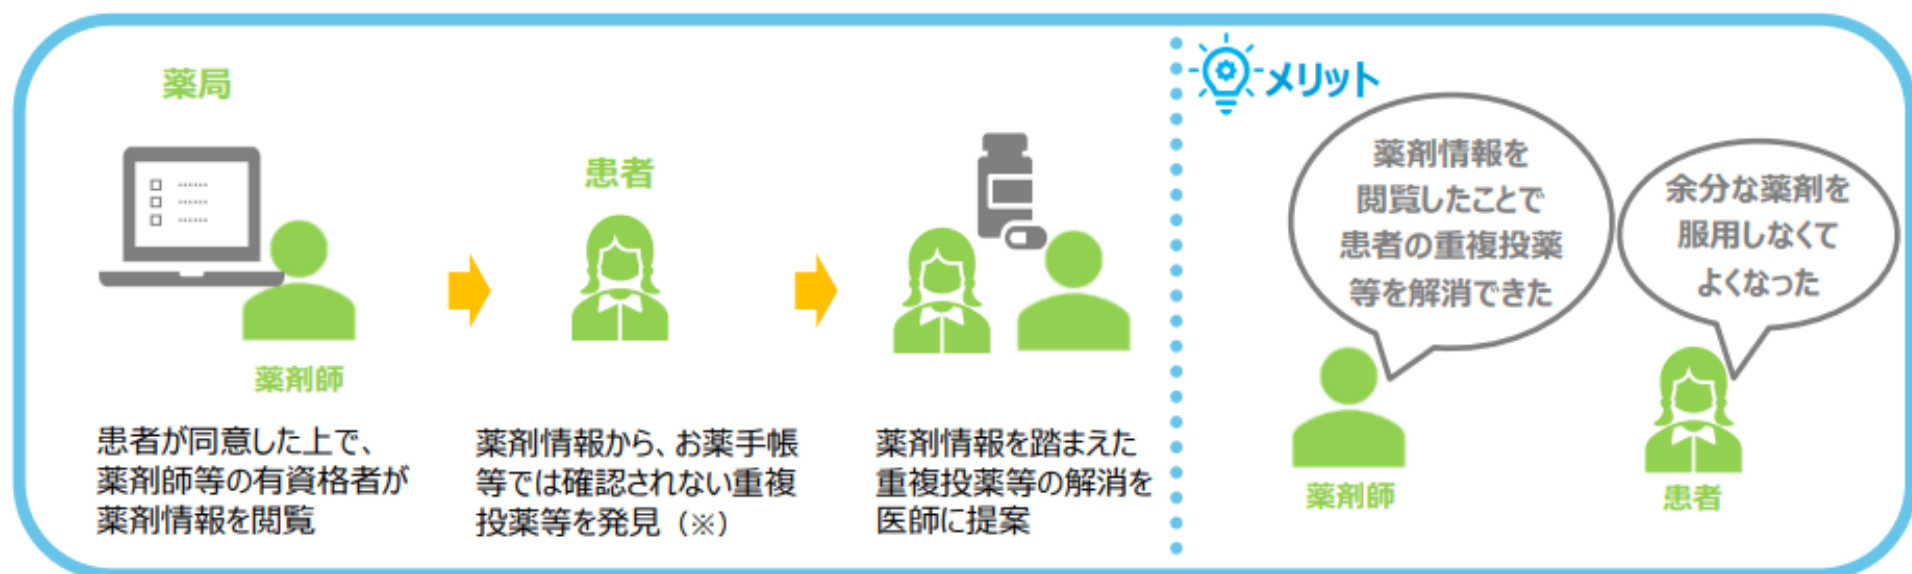 薬局
薬剤師
患者が同意した上で、
薬剤師等の有資格者が
薬剤情報を閲覧
患者
薬剤情報から、お薬手帳
等では確認されない重複
投薬等を発見（※）
薬剤情報を踏まえた
重複投薬等の解消を
医師に提案
メリット
薬剤情報を
閲覧したことで
患者の重複投薬
等を解消できた
薬剤師
余分な薬剤を
服用しなくて
よくなった
患者